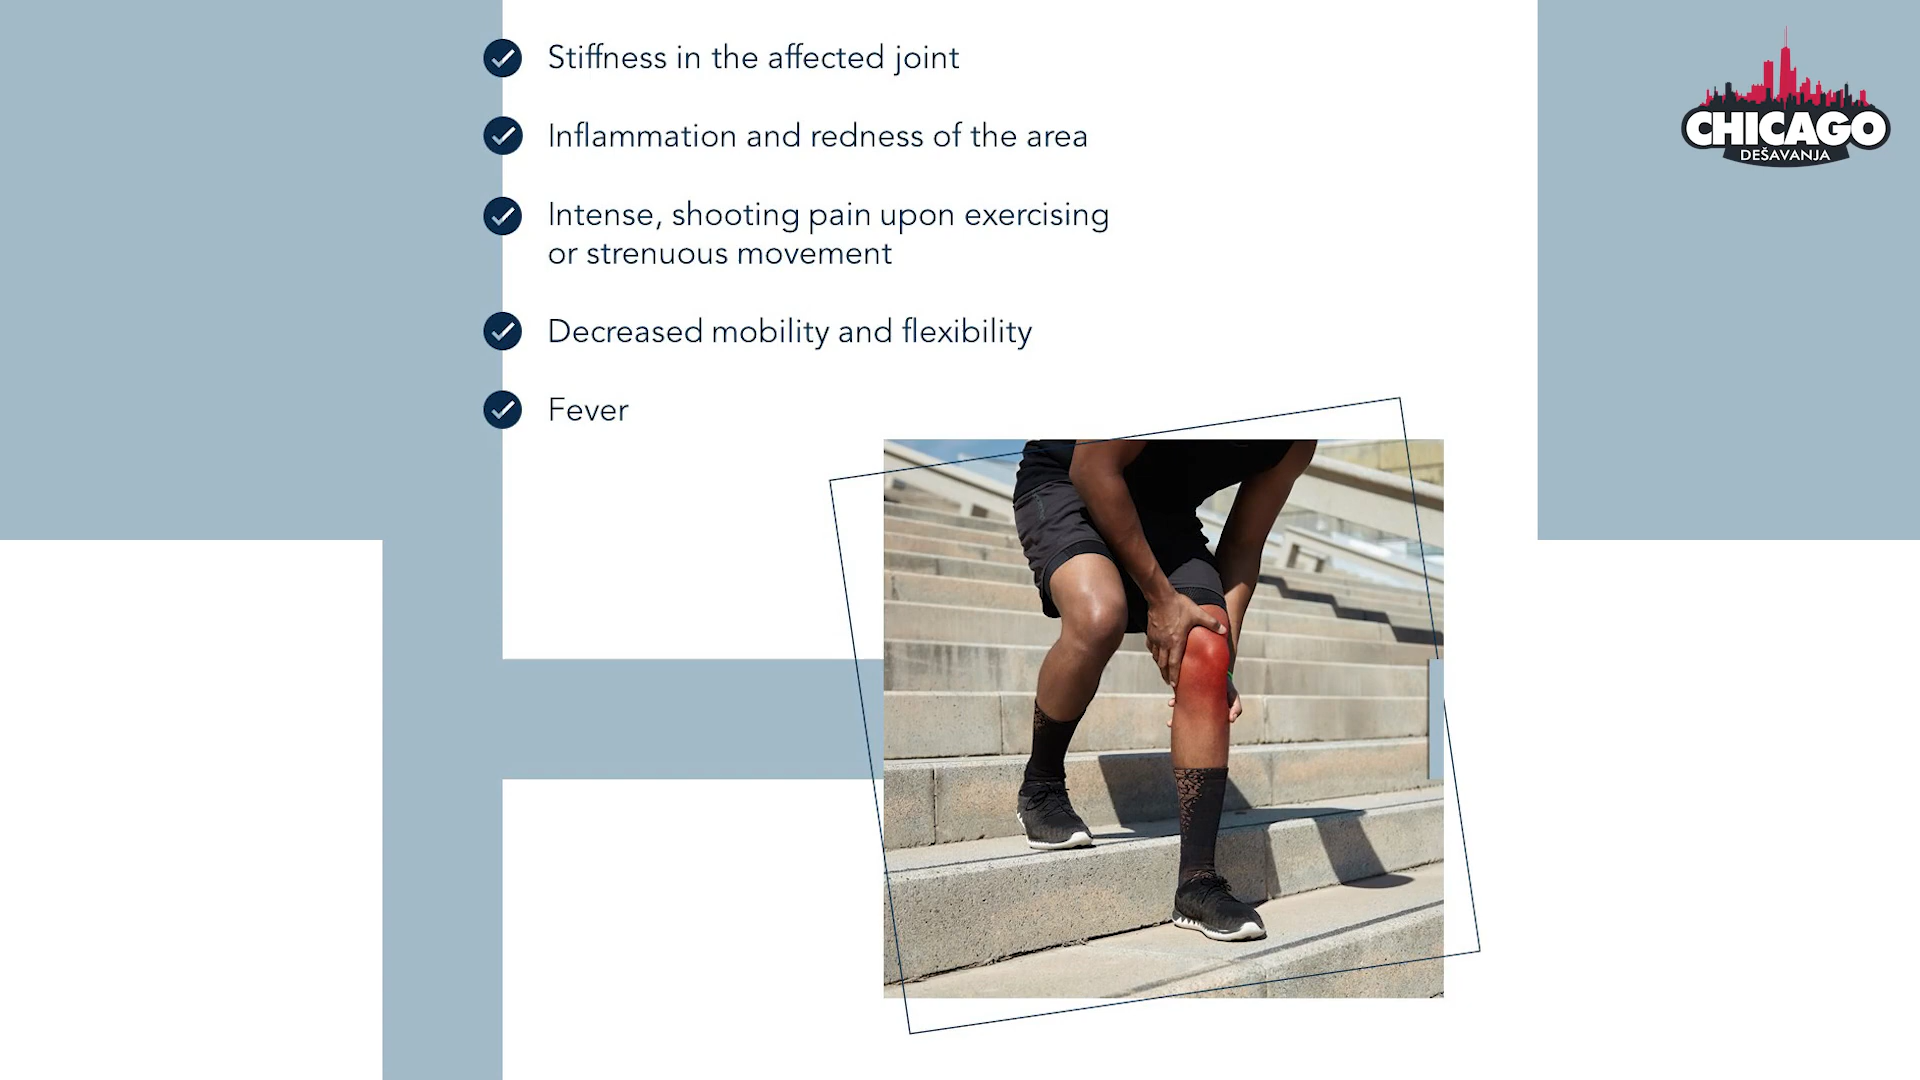 Stiffness in the affected joint
Inflammation and redness of the area
Intense, shooting pain upon exercising
or strenuous movement
Decreased mobility and flexibility
Fever
CHICAGO
DEŠAVANJA